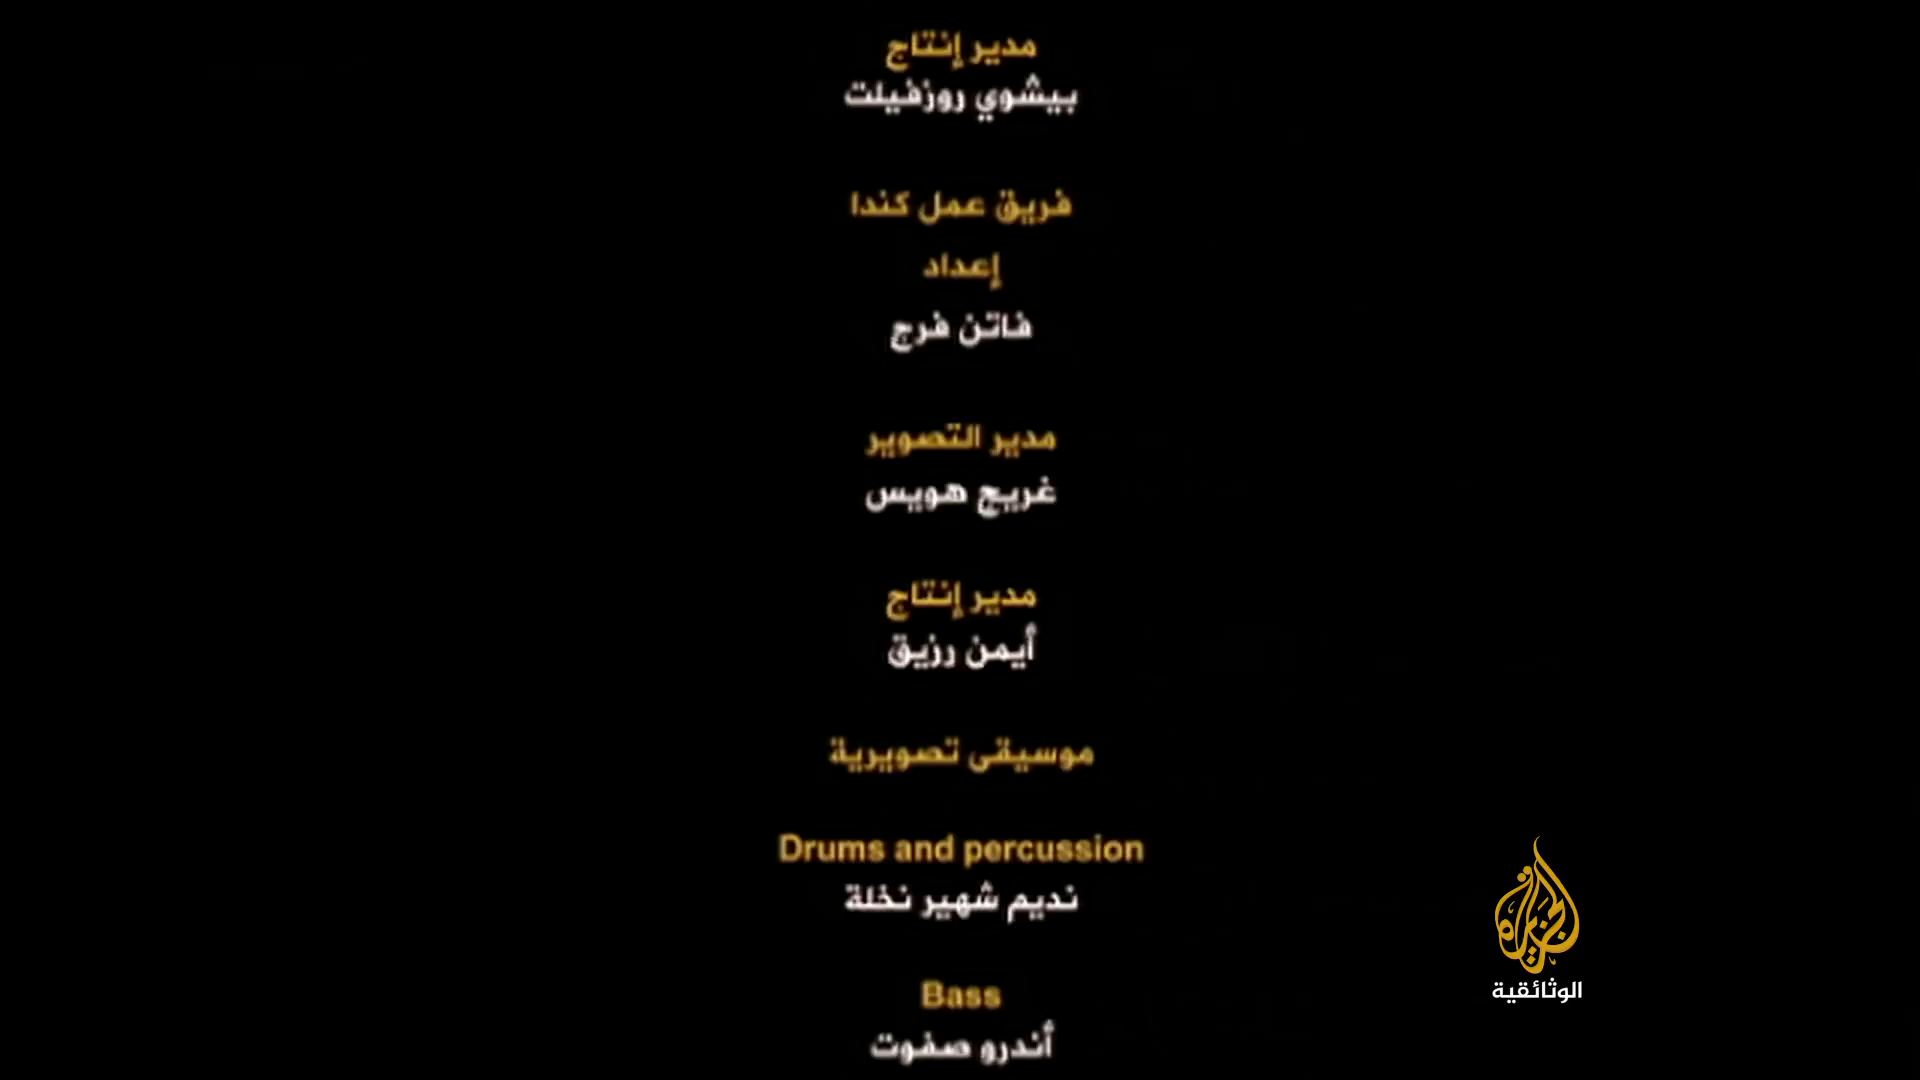 مدير إنتاج
بيشوي روزفيلت
فريق عمل كندا
إعداد
فاتن فرج
مدير التصوير
غريج هويس
مدير إنتاج
أيمن رزيق
موسيقى تصويرية
Drums and percussion
نديم شهير نخلة
Bass
أندرو صفوت
الجزيرة
الوثائقية